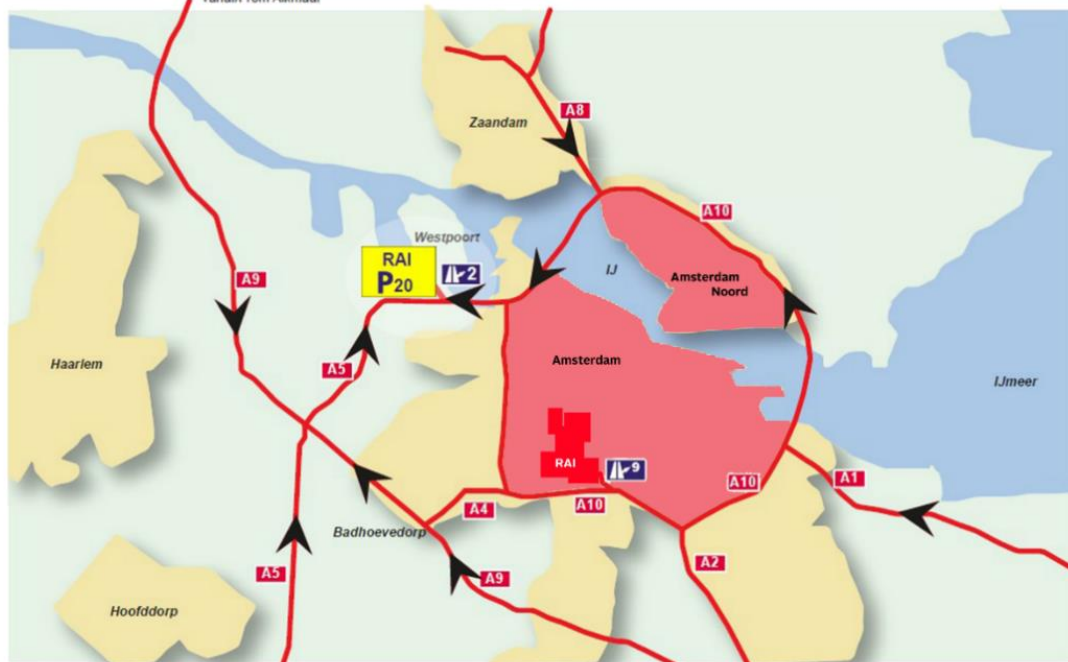 A8
Zaandam
A10
Westpoort
RAI
P20
2
IJ
Amsterdam
Noord
A9
Haarlem
A5
Amsterdam
IJmeer
RAI
9
A1
A10
A4
A10
Badhoevedorp
A2
A5
A9
Hoofddorp